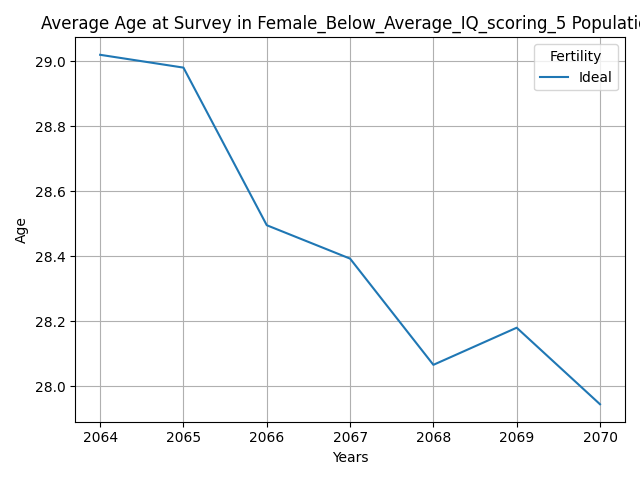 Average Age at Survey in Female_Below_Average_IQ_scoring_5 Populati
Fertility
Ideal
29.0
28.8
28.6
28.4
28.2
28.0
Age
2064 2065 2066 2067 2068 2069 2070
Years